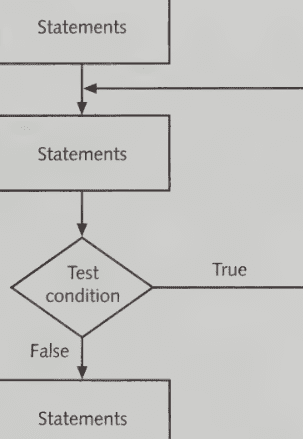 Statements
Statements
Test
condition
True
False
Statements